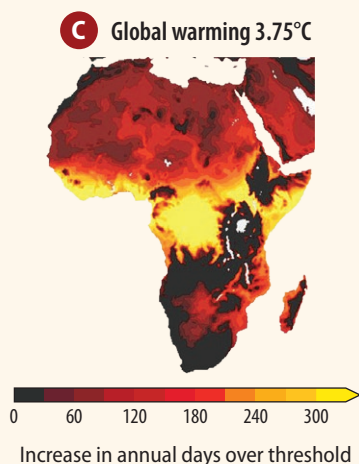 C Global warming 3.75°C
0 60 120 180 240 300
Increase in annual days over threshold